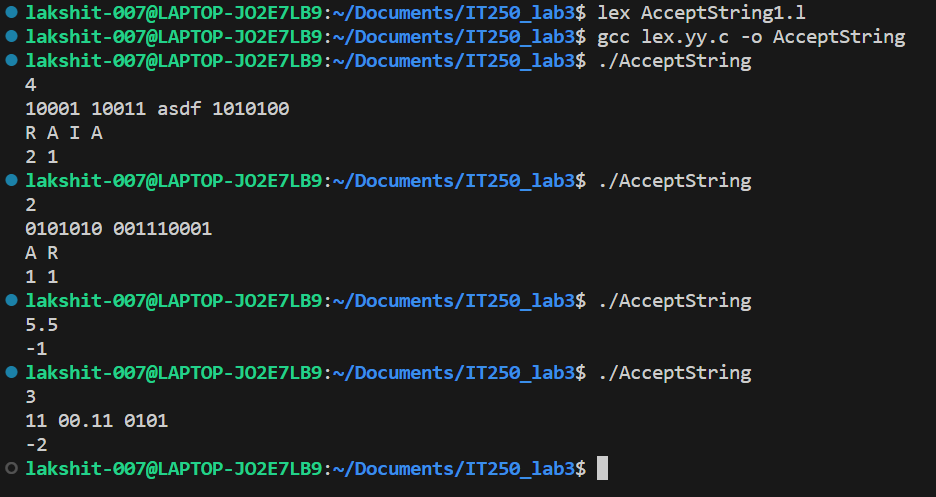 lakshit-007@LAPTOP-JO2E7LB9:~/Documents/IT250_lab3$ lex AcceptString1.l
lakshit-007@LAPTOP-JO2E7LB9:~/Documents/IT250_lab3$ gcc lex.yy.c -o AcceptString
lakshit-007@LAPTOP-JO2E7LB9:~/Documents/IT250_lab3$ ./AcceptString
4
10001 10011 asdf 1010100
R A I A
2 1
lakshit-007@LAPTOP-JO2E7LB9:~/Documents/IT250_lab3$ ./AcceptString
2
0101010 001110001
A R
1 1
lakshit-007@LAPTOP-JO2E7LB9:~/Documents/IT250_lab3$ ./AcceptString
5.5
-1
lakshit-007@LAPTOP-JO2E7LB9:~/Documents/IT250_lab3$ ./AcceptString
3
11 00.11 0101
-2
lakshit-007@LAPTOP-JO2E7LB9:~/Documents/IT250_lab3$